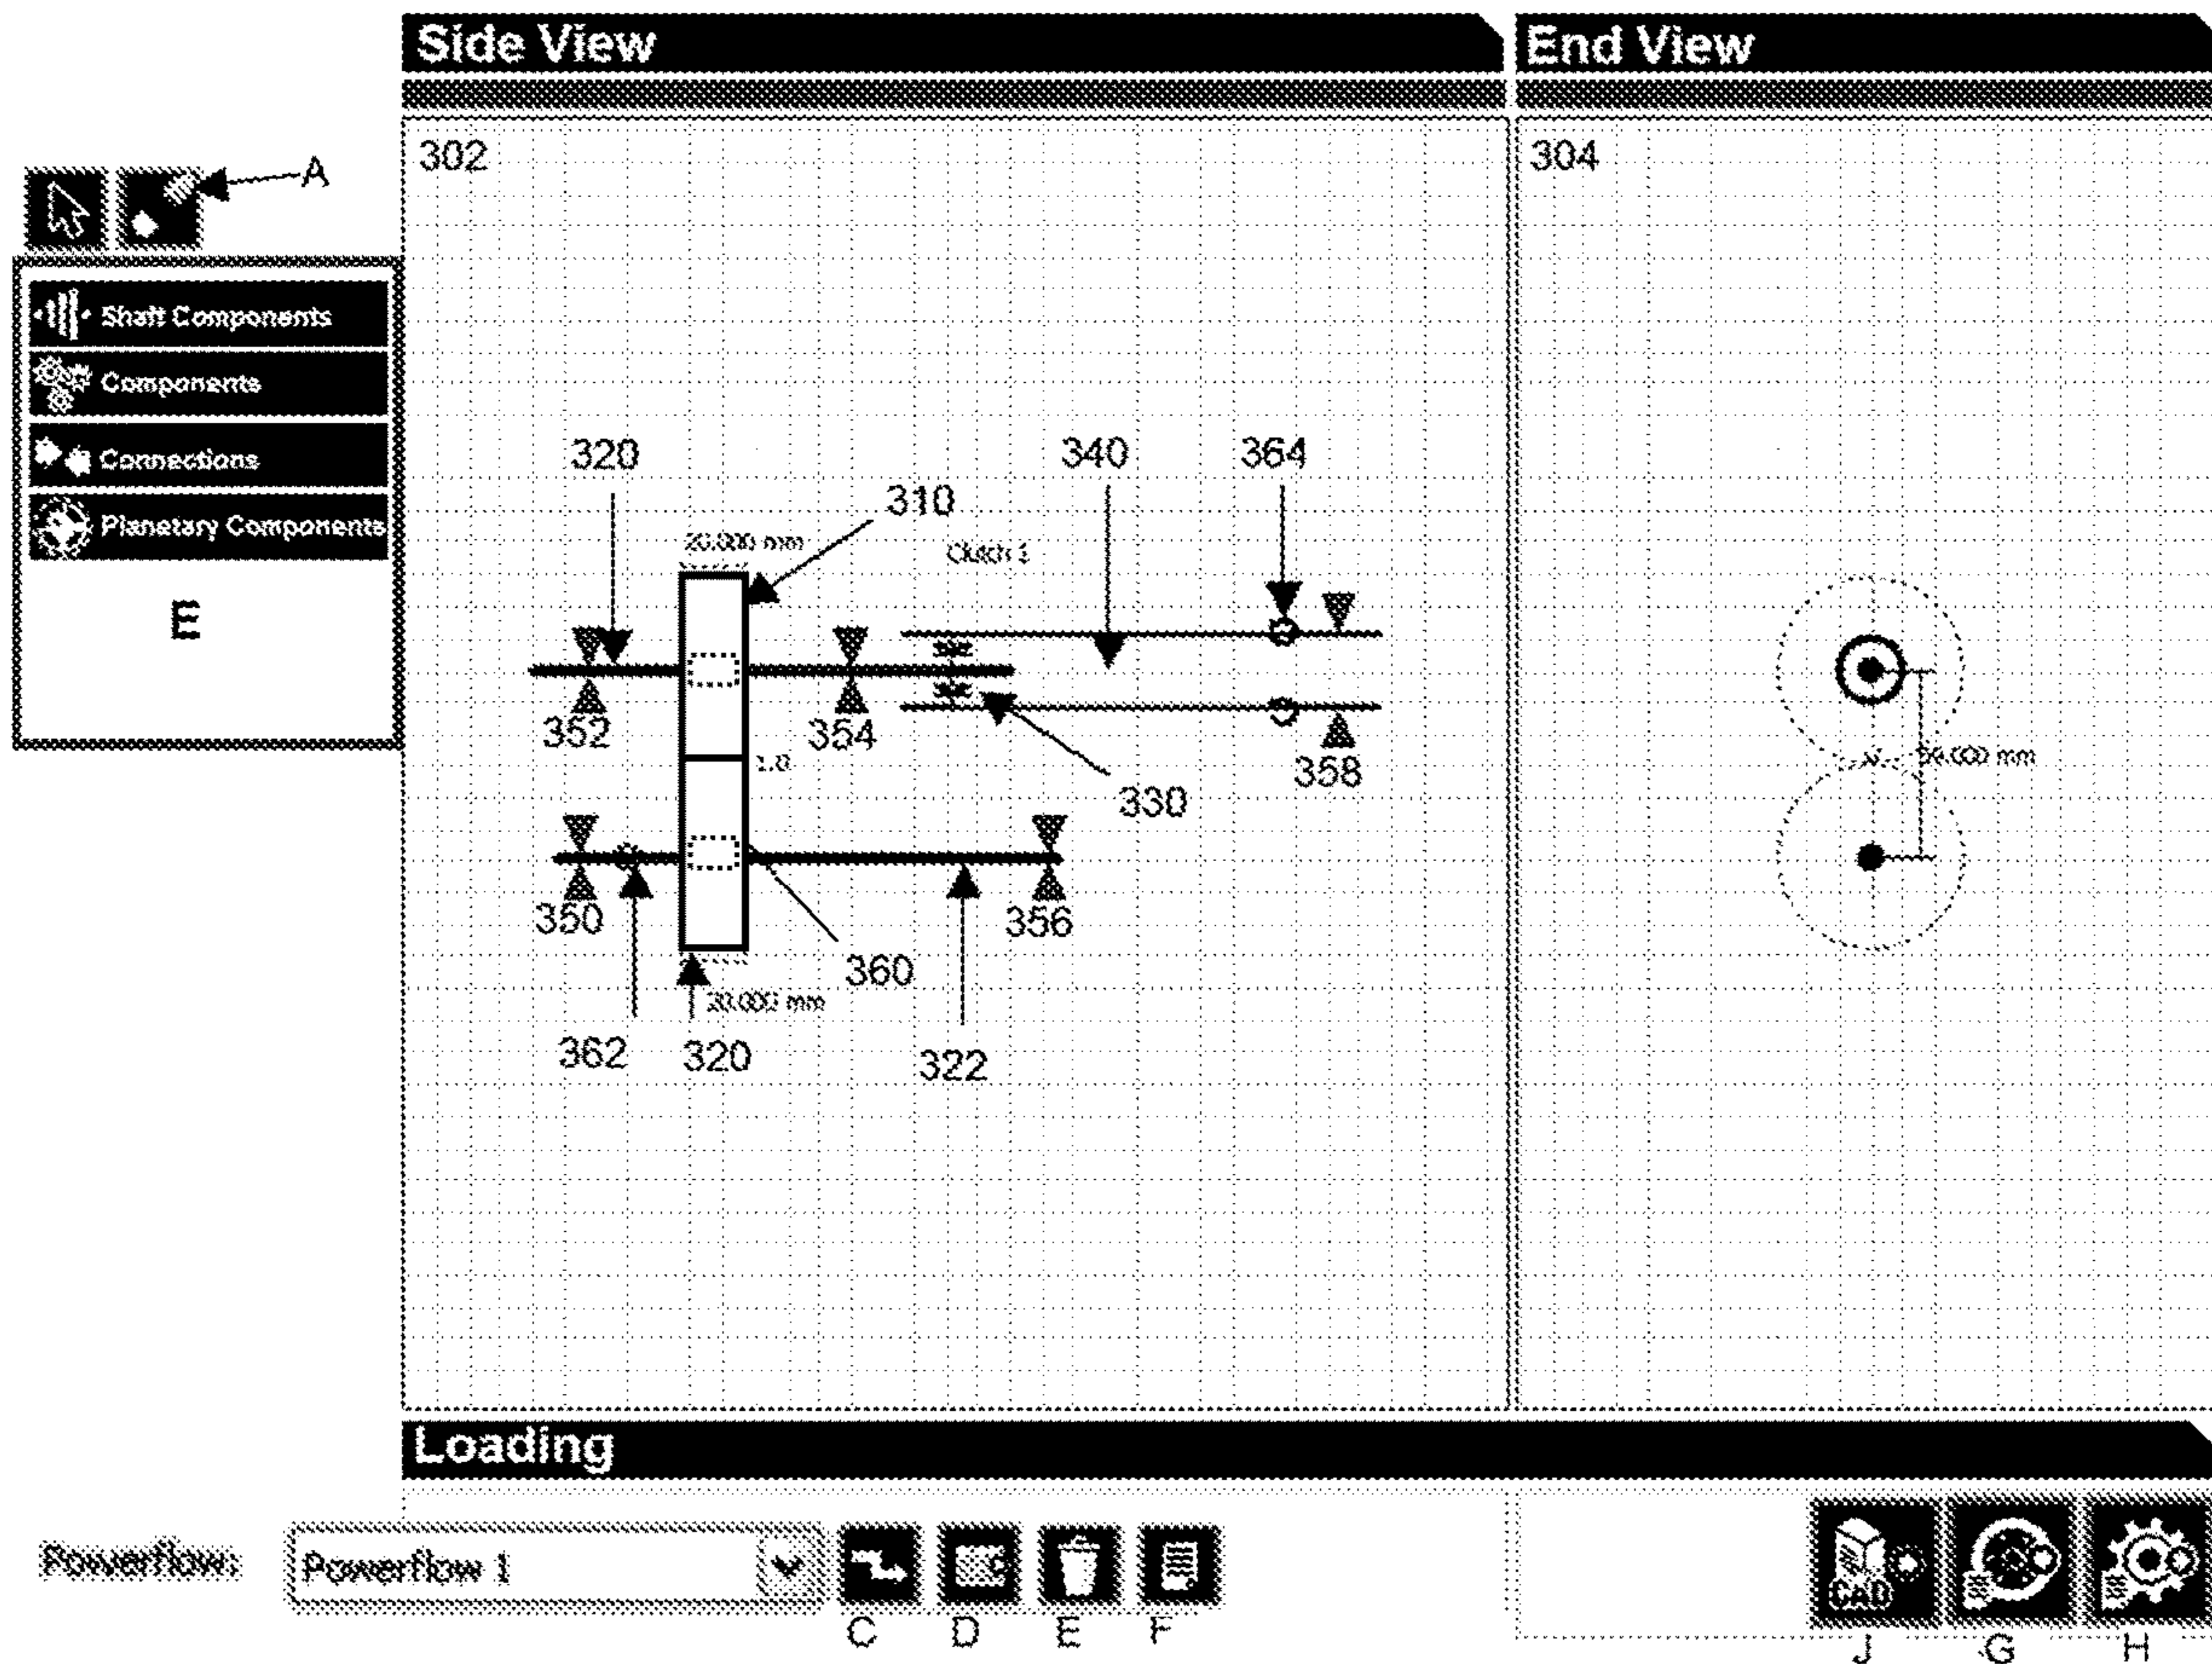 Side View
End View
302
304
A
Shaft Components
Components
Connections
Planetary Components
E
320
340
364
310
20.000 mm
Clutch 1
352
354
358
1.0
330
350
356
360
20.000 mm
362
320
322
Loading
Powerflow:
Powerflow 1
CAD
C
D
E
F
J
G
H